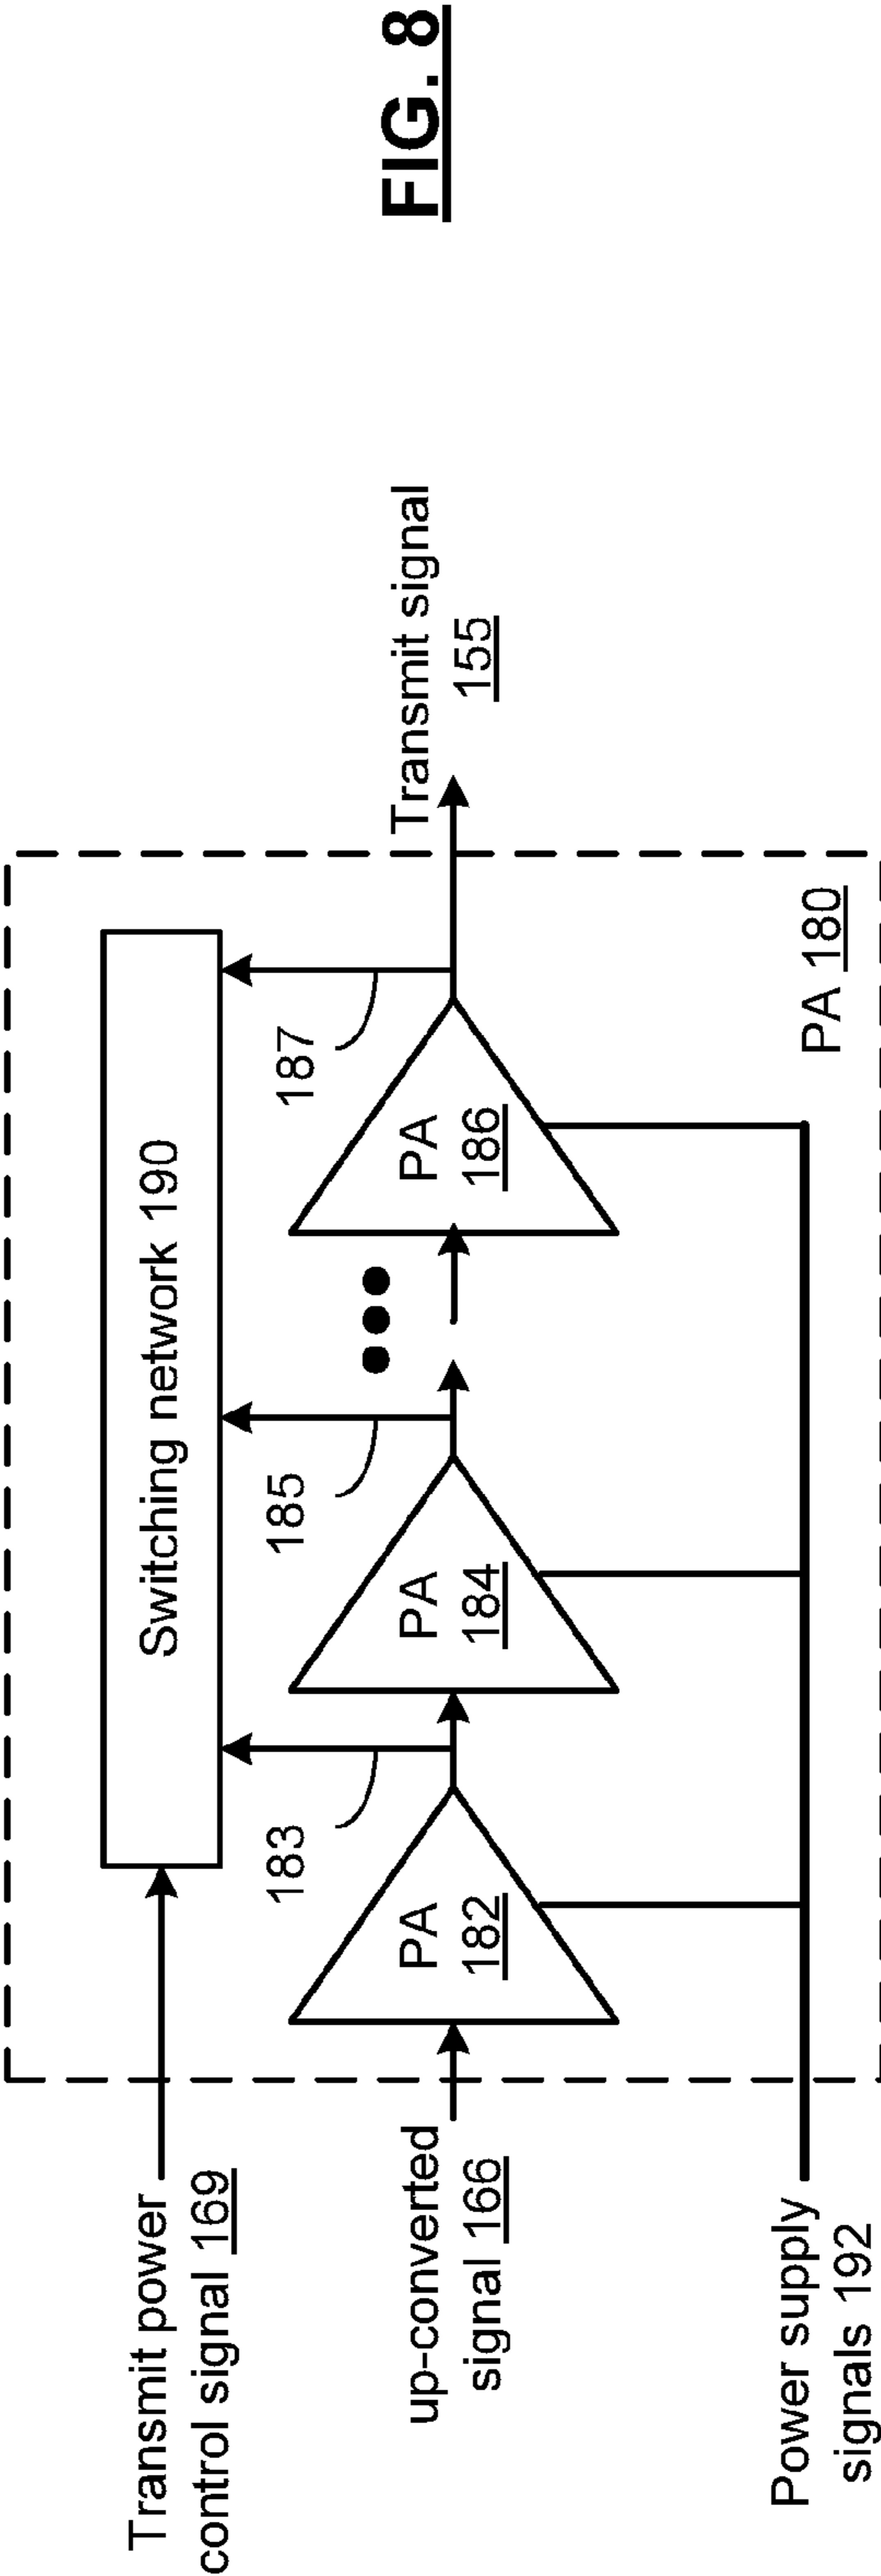 Transmit power
control signal 169
Switching network 190
183
185
187
up-converted
signal 166
PA
182
PA
184
PA
186
Transmit signal
155
Power supply
signals 192
PA 180
FIG. 8